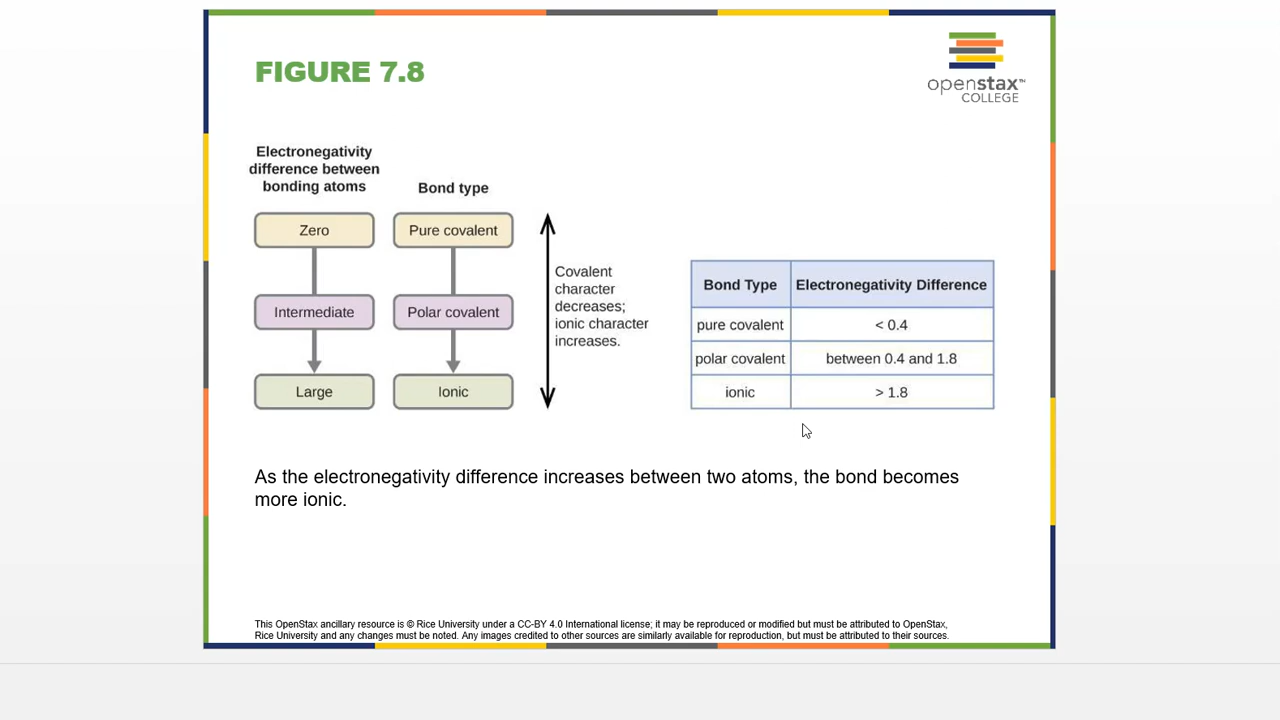 FIGURE 7.8
openstax™
COLLEGE
Electronegativity
difference between
bonding atoms
Bond type
Zero
Pure covalent
Intermediate
Polar covalent
Large
Ionic
Covalent
character
decreases;
ionic character
increases.
Bond Type Electronegativity Difference
pure covalent < 0.4
polar covalent between 0.4 and 1.8
ionic > 1.8
As the electronegativity difference increases between two atoms, the bond becomes
more ionic.
This OpenStax ancillary resource is © Rice University under a CC-BY 4.0 International license; it may be reproduced or modified but must be attributed to OpenStax,
Rice University and any changes must be noted. Any images credited to other sources are similarly available for reproduction, but must be attributed to their sources.